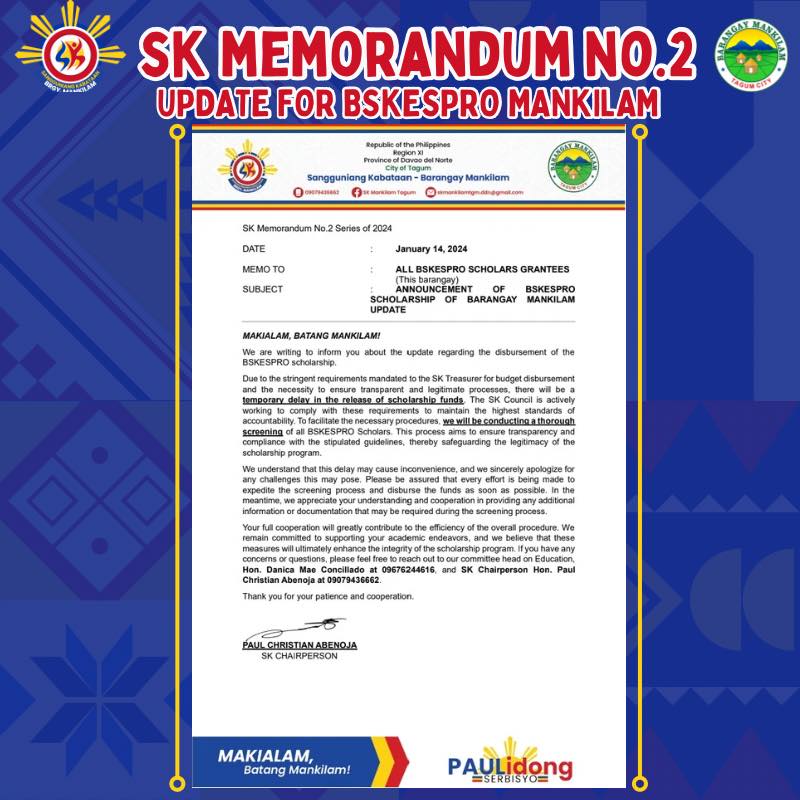 SK MEMORANDUM NO.2
UPDATE FOR BSKESPRO MANKILAM
SANGGUNIANG KABATAAN
BRGY. MANKILAM
BARANGAY MANKILAM
TAGUM CITY
Republic of the Philippines
Region XI
Province of Davao del Norte
City of Tagum
Sangguniang Kabataan - Barangay Mankilam
09079436662 SK Mankilam Tagum skmankilamtgm.ddn@gmail.com
BARANGAY MANKILAM
TAGUM CITY
SK Memorandum No.2 Series of 2024
DATE : January 14, 2024
MEMO TO : ALL BSKESPRO SCHOLARS GRANTEES
(This barangay)
SUBJECT : ANNOUNCEMENT OF BSKESPRO
SCHOLARSHIP OF BARANGAY MANKILAM
UPDATE
MAKIALAM, BATANG MANKILAM!
We are writing to inform you about the update regarding the disbursement of the
BSKESPRO scholarship.
Due to the stringent requirements mandated to the SK Treasurer for budget disbursement
and the necessity to ensure transparent and legitimate processes, there will be a
temporary delay in the release of scholarship funds. The SK Council is actively
working to comply with these requirements to maintain the highest standards of
accountability. To facilitate the necessary procedures, we will be conducting a thorough
screening of all BSKESPRO Scholars. This process aims to ensure transparency and
compliance with the stipulated guidelines, thereby safeguarding the legitimacy of the
scholarship program.
We understand that this delay may cause inconvenience, and we sincerely apologize for
any challenges this may pose. Please be assured that every effort is being made to
expedite the screening process and disburse the funds as soon as possible. In the
meantime, we appreciate your understanding and cooperation in providing any additional
information or documentation that may be required during the screening process.
Your full cooperation will greatly contribute to the efficiency of the overall procedure. We
remain committed to supporting your academic endeavors, and we believe that these
measures will ultimately enhance the integrity of the scholarship program. If you have any
concerns or questions, please feel free to reach out to our committee head on Education,
Hon. Danica Mae Concillado at 09676244616, and SK Chairperson Hon. Paul
Christian Abenoja at 09079436662.
Thank you for your patience and cooperation.
PAUL CHRISTIAN ABENOJA
SK CHAIRPERSON
MAKIALAM,
Batang Mankilam!
PAULidong
SERBISYO